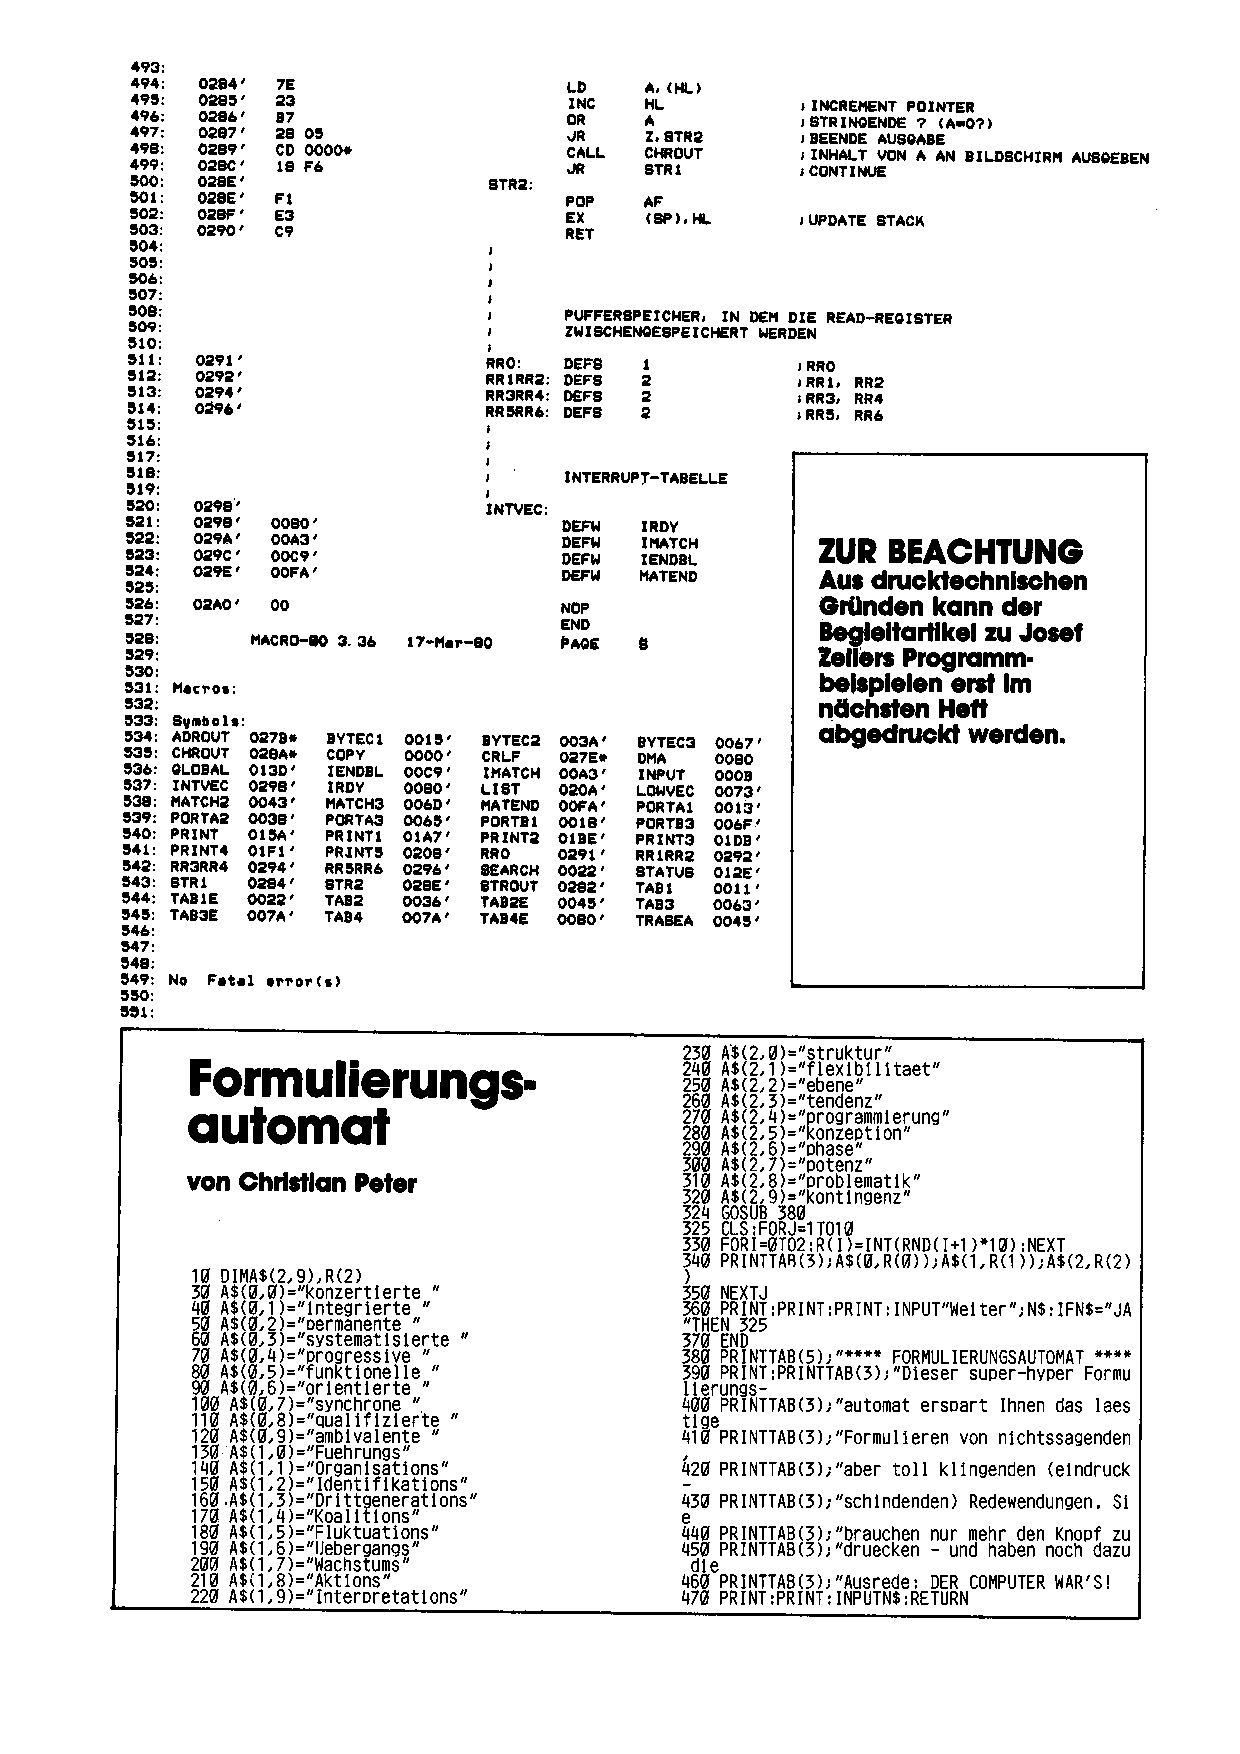 493:
494: 0284' 7E LD A,(HL)
495: 0285' 23 INC HL ;INCREMENT POINTER
496: 0286' B7 OR A ;STRINGENDE ? (A=0?)
497: 0287' 28 05 JR Z,STR2 ;BEENDE AUSGABE
498: 0289' CD 0000* CALL CHROUT ;INHALT VON A AN BILDSCHIRM AUSGEBEN
499: 028C' 18 F6 JR STR1 ;CONTINUE
500: 028E' STR2:
501: 028E' F1 POP AF
502: 028F' E3 EX (SP),HL ;UPDATE STACK
503: 0290' C9 RET
504: ;
505: ;
506: ;
507: ;
508: ; PUFFERSPEICHER, IN DEM DIE READ-REGISTER
509: ; ZWISCHENGESPEICHERT WERDEN
510: ;
511: 0291' RR0: DEFS 1 ;RR0
512: 0292' RR1RR2: DEFS 2 ;RR1, RR2
513: 0294' RR3RR4: DEFS 2 ;RR3, RR4
514: 0296' RR5RR6: DEFS 2 ;RR5, RR6
515: ;
516: ;
517: ;
518: ; INTERRUPT-TABELLE
519: ;
520: 0298' INTVEC:
521: 0298' 0080' DEFW IRDY
522: 029A' 00A3' DEFW IMATCH
523: 029C' 00C9' DEFW IENDBL
524: 029E' 00FA' DEFW MATEND
525:
526: 02A0' 00 NOP
527: END
528: MACRO-80 3.36 17-Mar-80 PAGE 8
529:
530:
531: Macros:
532:
533: Symbols:
534: ADROUT 027B* BYTEC1 0015' BYTEC2 003A' BYTEC3 0067'
535: CHROUT 028A* COPY 0000' CRLF 027E* DMA 0080
536: GLOBAL 013D' IENDBL 00C9' IMATCH 00A3' INPUT 000B
537: INTVEC 0298' IRDY 0080' LIST 020A' LOWVEC 0073'
538: MATCH2 0043' MATCH3 006D' MATEND 00FA' PORTA1 0013'
539: PORTA2 0038' PORTA3 0065' PORTB1 0018' PORTB3 006F'
540: PRINT 015A' PRINT1 01A7' PRINT2 01BE' PRINT3 01DB'
541: PRINT4 01F1' PRINT5 0208' RR0 0291' RR1RR2 0292'
542: RR3RR4 0294' RR5RR6 0296' SEARCH 0022' STATUS 012E'
543: STR1 0284' STR2 028E' STROUT 0282' TAB1 0011'
544: TAB1E 0022' TAB2 0036' TAB2E 0045' TAB3 0063'
545: TAB3E 007A' TAB4 007A' TAB4E 0080' TRABEA 0045'
546:
547:
548:
549: No Fatal error(s)
550:
551:
ZUR BEACHTUNG
Aus drucktechnischen
Gründen kann der
Begleitartikel zu Josef
Zellers Programm-
beispielen erst im
nächsten Heft
abgedruckt werden.
Formulierungs-
automat
von Christian Peter
10 DIMA$(2,9),R(2)
30 A$(0,0)="konzertierte "
40 A$(0,1)="integrierte "
50 A$(0,2)="permanente "
60 A$(0,3)="systematisierte "
70 A$(0,4)="progressive "
80 A$(0,5)="funktionelle "
90 A$(0,6)="orientierte "
100 A$(0,7)="synchrone "
110 A$(0,8)="qualifizierte "
120 A$(0,9)="ambivalente "
130 A$(1,0)="Fuehrungs"
140 A$(1,1)="Organisations"
150 A$(1,2)="Identifikations"
160 A$(1,3)="Drittgenerations"
170 A$(1,4)="Koalitions"
180 A$(1,5)="Fluktuations"
190 A$(1,6)="Uebergangs"
200 A$(1,7)="Wachstums"
210 A$(1,8)="Aktions"
220 A$(1,9)="Interpretations"
230 A$(2,0)="struktur"
240 A$(2,1)="flexibilitaet"
250 A$(2,2)="ebene"
260 A$(2,3)="tendenz"
270 A$(2,4)="programmierung"
280 A$(2,5)="konzeption"
290 A$(2,6)="phase"
300 A$(2,7)="potenz"
310 A$(2,8)="problematik"
320 A$(2,9)="kontingenz"
324 GOSUB 380
325 CLS:FORJ=1TO10
330 FORI=0TO2:R(I)=INT(RND(I+1)*10):NEXT
340 PRINTTAB(3);A$(0,R(0));A$(1,R(1));A$(2,R(2)
)
350 NEXTJ
360 PRINT:PRINT:PRINT:INPUT"Weiter";N$:IFN$="JA
"THEN 325
370 END
380 PRINTTAB(5);"**** FORMULIERUNGSAUTOMAT ****
390 PRINT:PRINTTAB(3);"Dieser super-hyper Formu
lierungs-
400 PRINTTAB(3);"automat erspart Ihnen das laes
tige
410 PRINTTAB(3);"Formulieren von nichtssagenden
,
420 PRINTTAB(3);"aber toll klingenden (eindruck
-
430 PRINTTAB(3);"schindenden) Redewendungen. Si
e
440 PRINTTAB(3);"brauchen nur mehr den Knopf zu
450 PRINTTAB(3);"druecken - und haben noch dazu
die
460 PRINTTAB(3);"Ausrede: DER COMPUTER WAR'S!
470 PRINT:PRINT:INPUTN$:RETURN